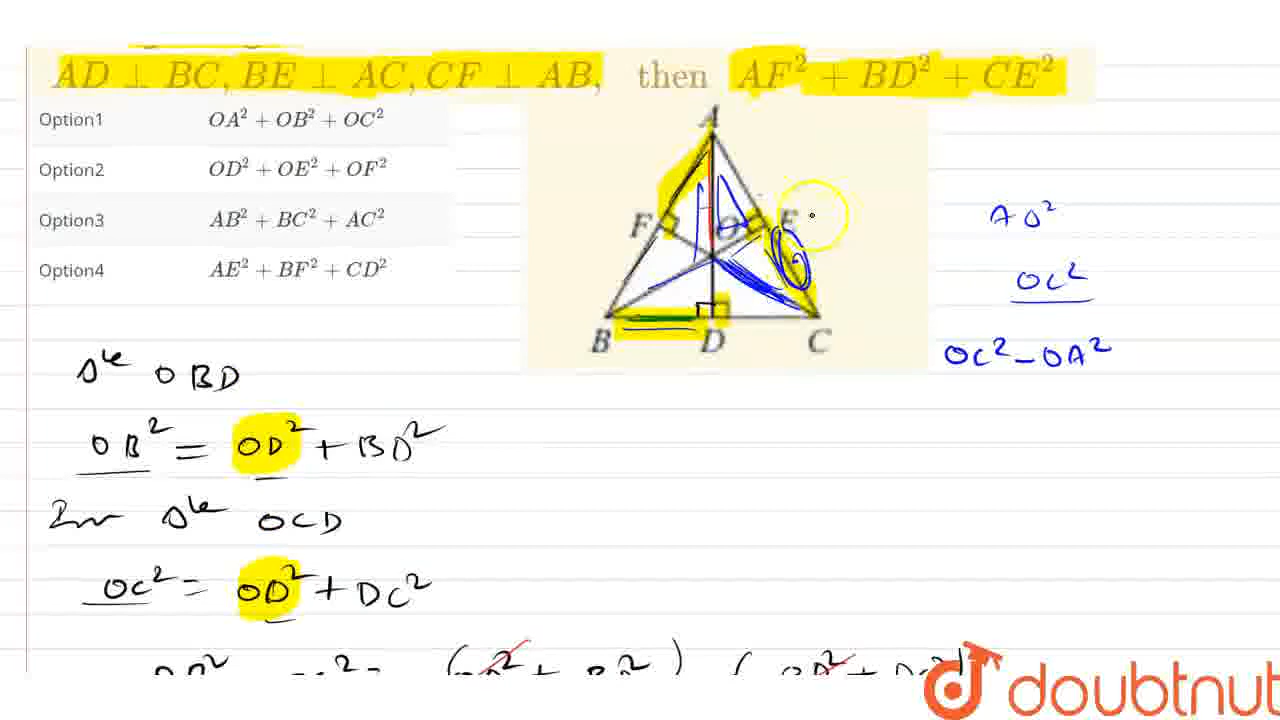 AD ⊥ BC, BE ⊥ AC, CF ⊥ AB, then AF² + BD² + CE²
Option1 OA² + OB² + OC²
Option2 OD² + OE² + OF²
Option3 AB² + BC² + AC²
Option4 AE² + BF² + CD²
A
F O E
B D C
AO²
OC²
OC² - OA²
Δle OBD
OB² = OD² + BD²
In Δle OCD
OC² = OD² + DC²
doubtnut